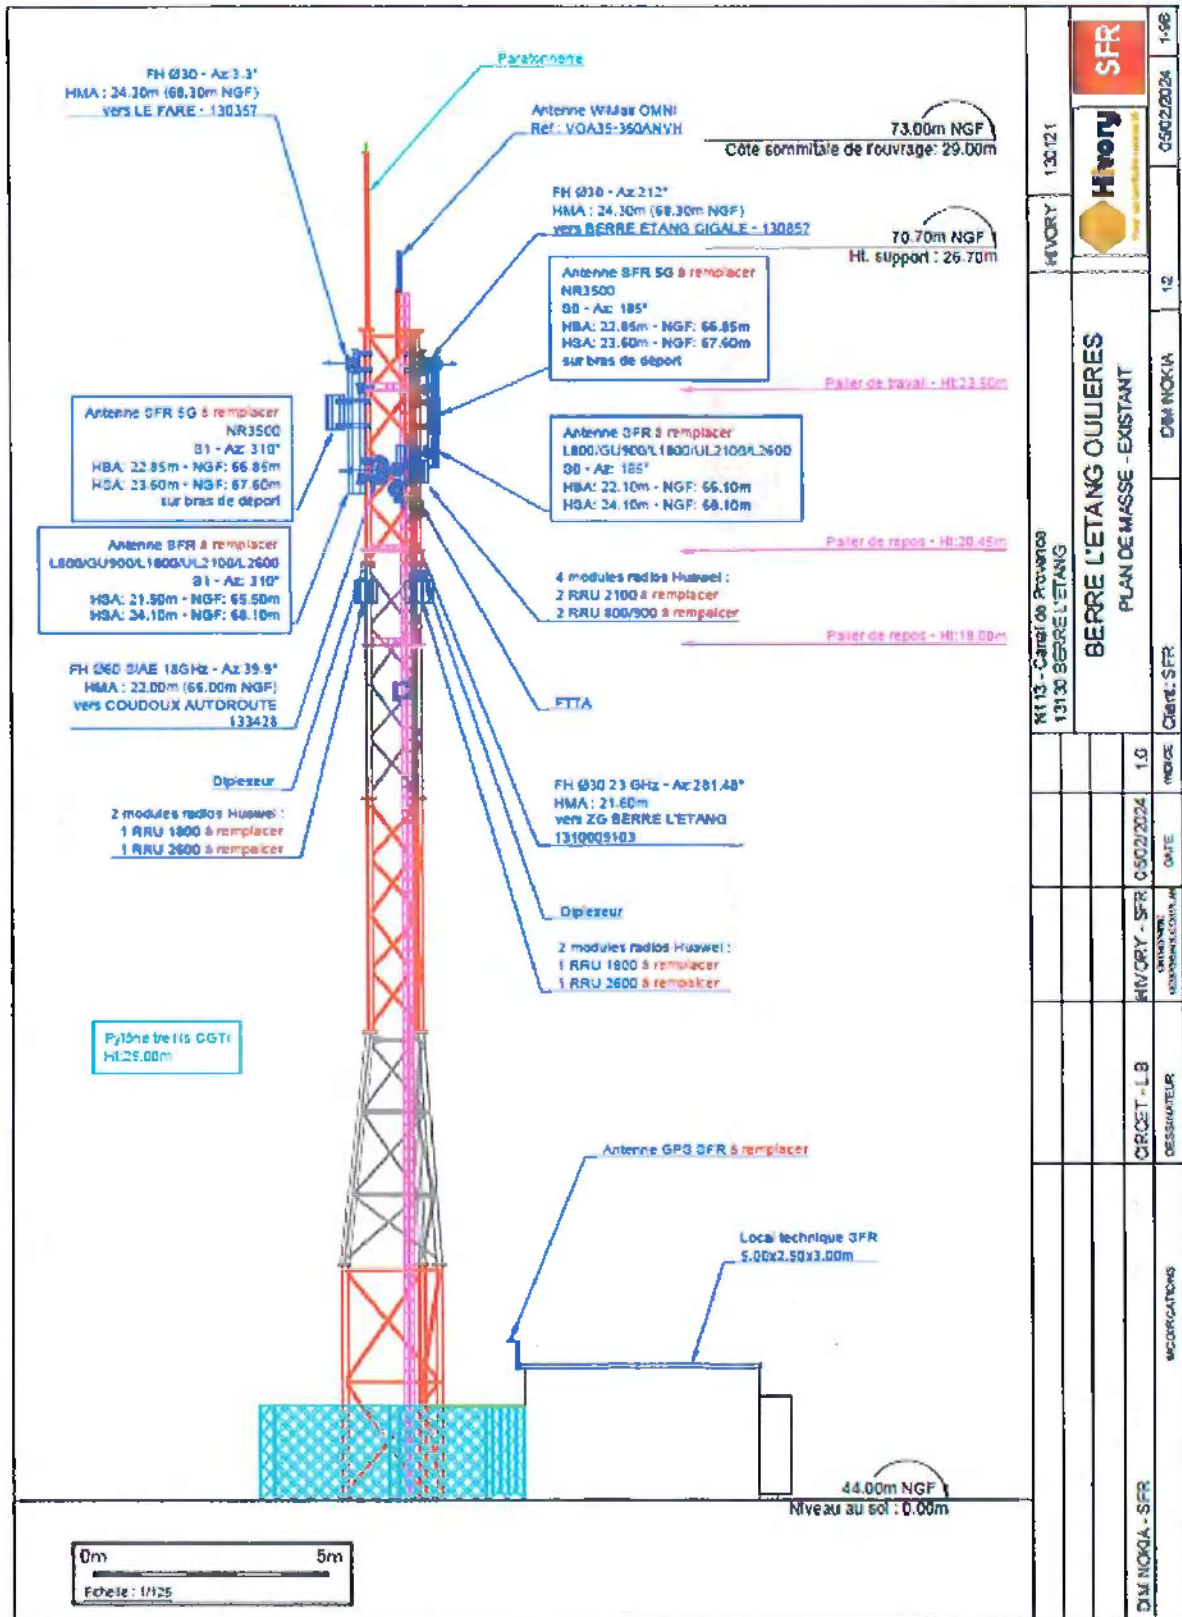 Paratonnerre
FH Ø30 - Az 3.3°
HMA : 24.30m (68.30m NGF)
vers LE FARE - 130357
Antenne WiMax OMNI
Réf : VOA35-360ANVH
73.00m NGF
Côte sommitale de l'ouvrage: 29.00m
FH Ø30 - Az 212°
HMA : 24.30m (68.30m NGF)
vers BERRE ETANG CIGALE - 130857
70.70m NGF
Ht. support : 26.70m
Antenne SFR 5G à remplacer
NR3500
S0 - Az: 185°
HBA: 22.85m - NGF: 66.85m
HSA: 23.60m - NGF: 67.60m
sur bras de déport
Palier de travail - Ht:23.60m
Antenne SFR 5G à remplacer
NR3500
S1 - Az: 310°
HBA: 22.85m - NGF: 66.85m
HSA: 23.60m - NGF: 67.60m
sur bras de déport
Antenne SFR à remplacer
L800/GU900/L1800/UL2100/L2600
S0 - Az: 185°
HBA: 22.10m - NGF: 66.10m
HSA: 24.10m - NGF: 68.10m
Antenne SFR à remplacer
L800/GU900/L1800/UL2100/L2600
S1 - Az: 310°
HBA: 21.50m - NGF: 65.50m
HSA: 24.10m - NGF: 68.10m
Palier de repos - Ht:20.45m
4 modules radios Huawei :
2 RRU 2100 à remplacer
2 RRU 800/900 à rempalcer
Palier de repos - Ht:18.00m
FH Ø60 SIAE 18GHz - Az 39.9°
HMA : 22.00m (66.00m NGF)
vers COUDOUX AUTOROUTE
133428
FTTA
Diplexeur
FH Ø30 23 GHz - Az 281.48°
HMA : 21.60m
vers ZG BERRE L'ETANG
1310009103
2 modules radios Huawei :
1 RRU 1800 à remplacer
1 RRU 2600 à rempalcer
Diplexeur
2 modules radios Huawei :
1 RRU 1800 à remplacer
1 RRU 2600 à rempalcer
Pylône treillis CGTI
Ht:25.00m
Antenne GPS SFR à remplacer
Local technique SFR
5.00x2.50x3.00m
44.00m NGF
Niveau au sol : 0.00m
0m 5m
Echelle : 1/125
HIVORY 130121
Hivory
SFR
N113 - Canal de Provence
13130 BERRE L'ETANG
BERRE L'ETANG OULIERES
PLAN DE MASSE - EXISTANT
1.2
05/02/2024
1-96
Client : SFR
DIM NOKIA
DIM NOKIA - SFR
CIRCET - L.B
HIVORY - SFR
05/02/2024
1.0
MODIFICATIONS
DESSINATEUR
DATE
INDICE